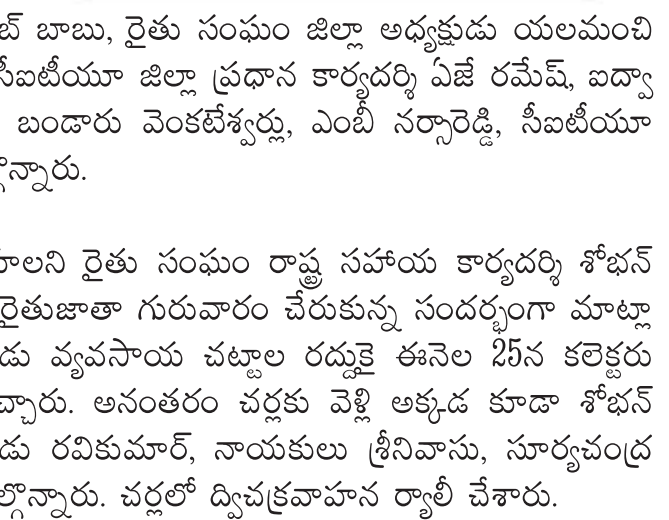 బ్ బాబు, రైతు సంఘం జిల్లా అధ్యక్షుడు యలమంచి
సీఐటీయూ జిల్లా ప్రధాన కార్యదర్శి ఏజే రమేష్, ఐద్వా
బండారు వెంకటేశ్వర్లు, ఎంబీ నర్సారెడ్డి, సీఐటీయూ
గొన్నారు.
హాలని రైతు సంఘం రాష్ట్ర సహాయ కార్యదర్శి శోభన్
రైతుజాతా గురువారం చేరుకున్న సందర్భంగా మాట్లా
డు వ్యవసాయ చట్టాల రద్దుకై ఈనెల 25న కలెక్టరు
చ్చారు. అనంతరం చర్లకు వెళ్లి అక్కడ కూడా శోభన్
డు రవికుమార్, నాయకులు శ్రీనివాసు, సూర్యచంద్ర
ల్గొన్నారు. చర్లలో ద్విచక్రవాహన ర్యాలీ చేశారు.